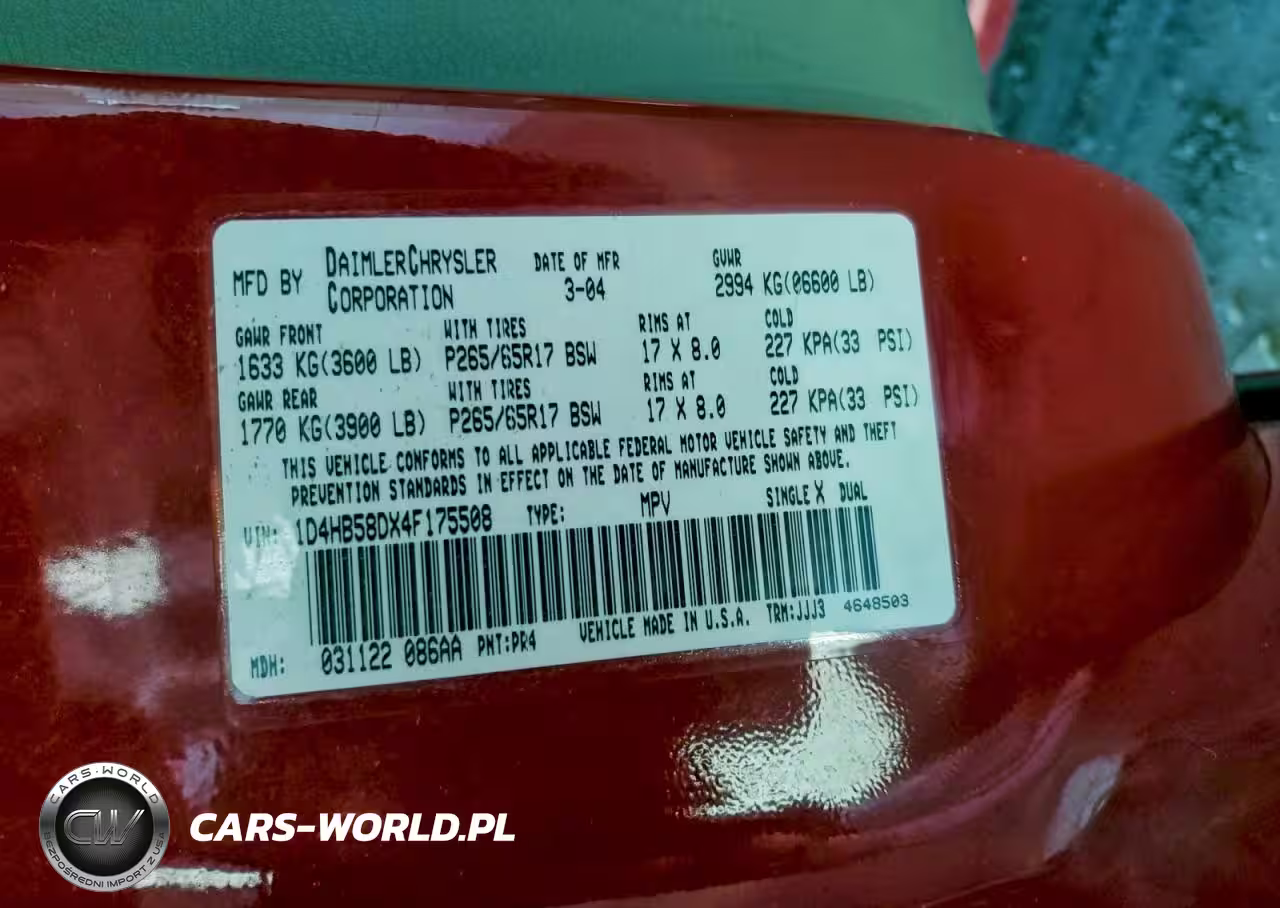 MFD BY DAIMLERCHRYSLER CORPORATION
DATE OF MFR
3-04
GVWR
2994 KG(06600 LB)
GAWR FRONT WITH TIRES RIMS AT COLD
1633 KG(3600 LB) P265/65R17 BSW 17 X 8.0 227 KPA(33 PSI)
GAWR REAR WITH TIRES RIMS AT COLD
1770 KG(3900 LB) P265/65R17 BSW 17 X 8.0 227 KPA(33 PSI)
THIS VEHICLE CONFORMS TO ALL APPLICABLE FEDERAL MOTOR VEHICLE SAFETY AND THEFT
PREVENTION STANDARDS IN EFFECT ON THE DATE OF MANUFACTURE SHOWN ABOVE.
VIN: 1D4HB58DX4F175508 TYPE: MPV SINGLE X DUAL
MDH: 031122 086AA PNT:PR4 VEHICLE MADE IN U.S.A. TRM:JJJ3 4648503
CARS-WORLD
CW
BEZPOŚREDNI IMPORT Z USA
CARS-WORLD.PL